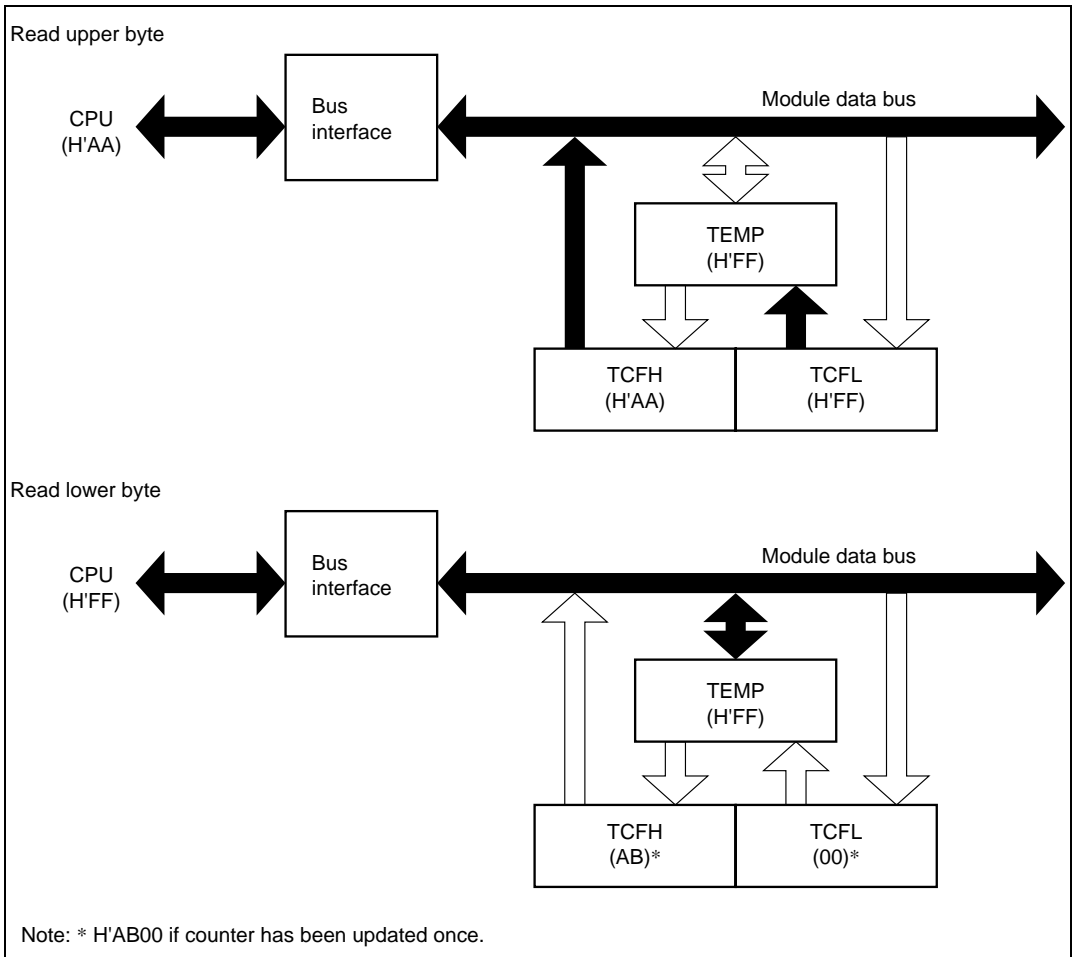 Read upper byte
CPU
(H'AA)
Bus
interface
Module data bus
TEMP
(H'FF)
TCFH
(H'AA)
TCFL
(H'FF)
Read lower byte
CPU
(H'FF)
Bus
interface
Module data bus
TEMP
(H'FF)
TCFH
(AB)*
TCFL
(00)*
Note: * H'AB00 if counter has been updated once.